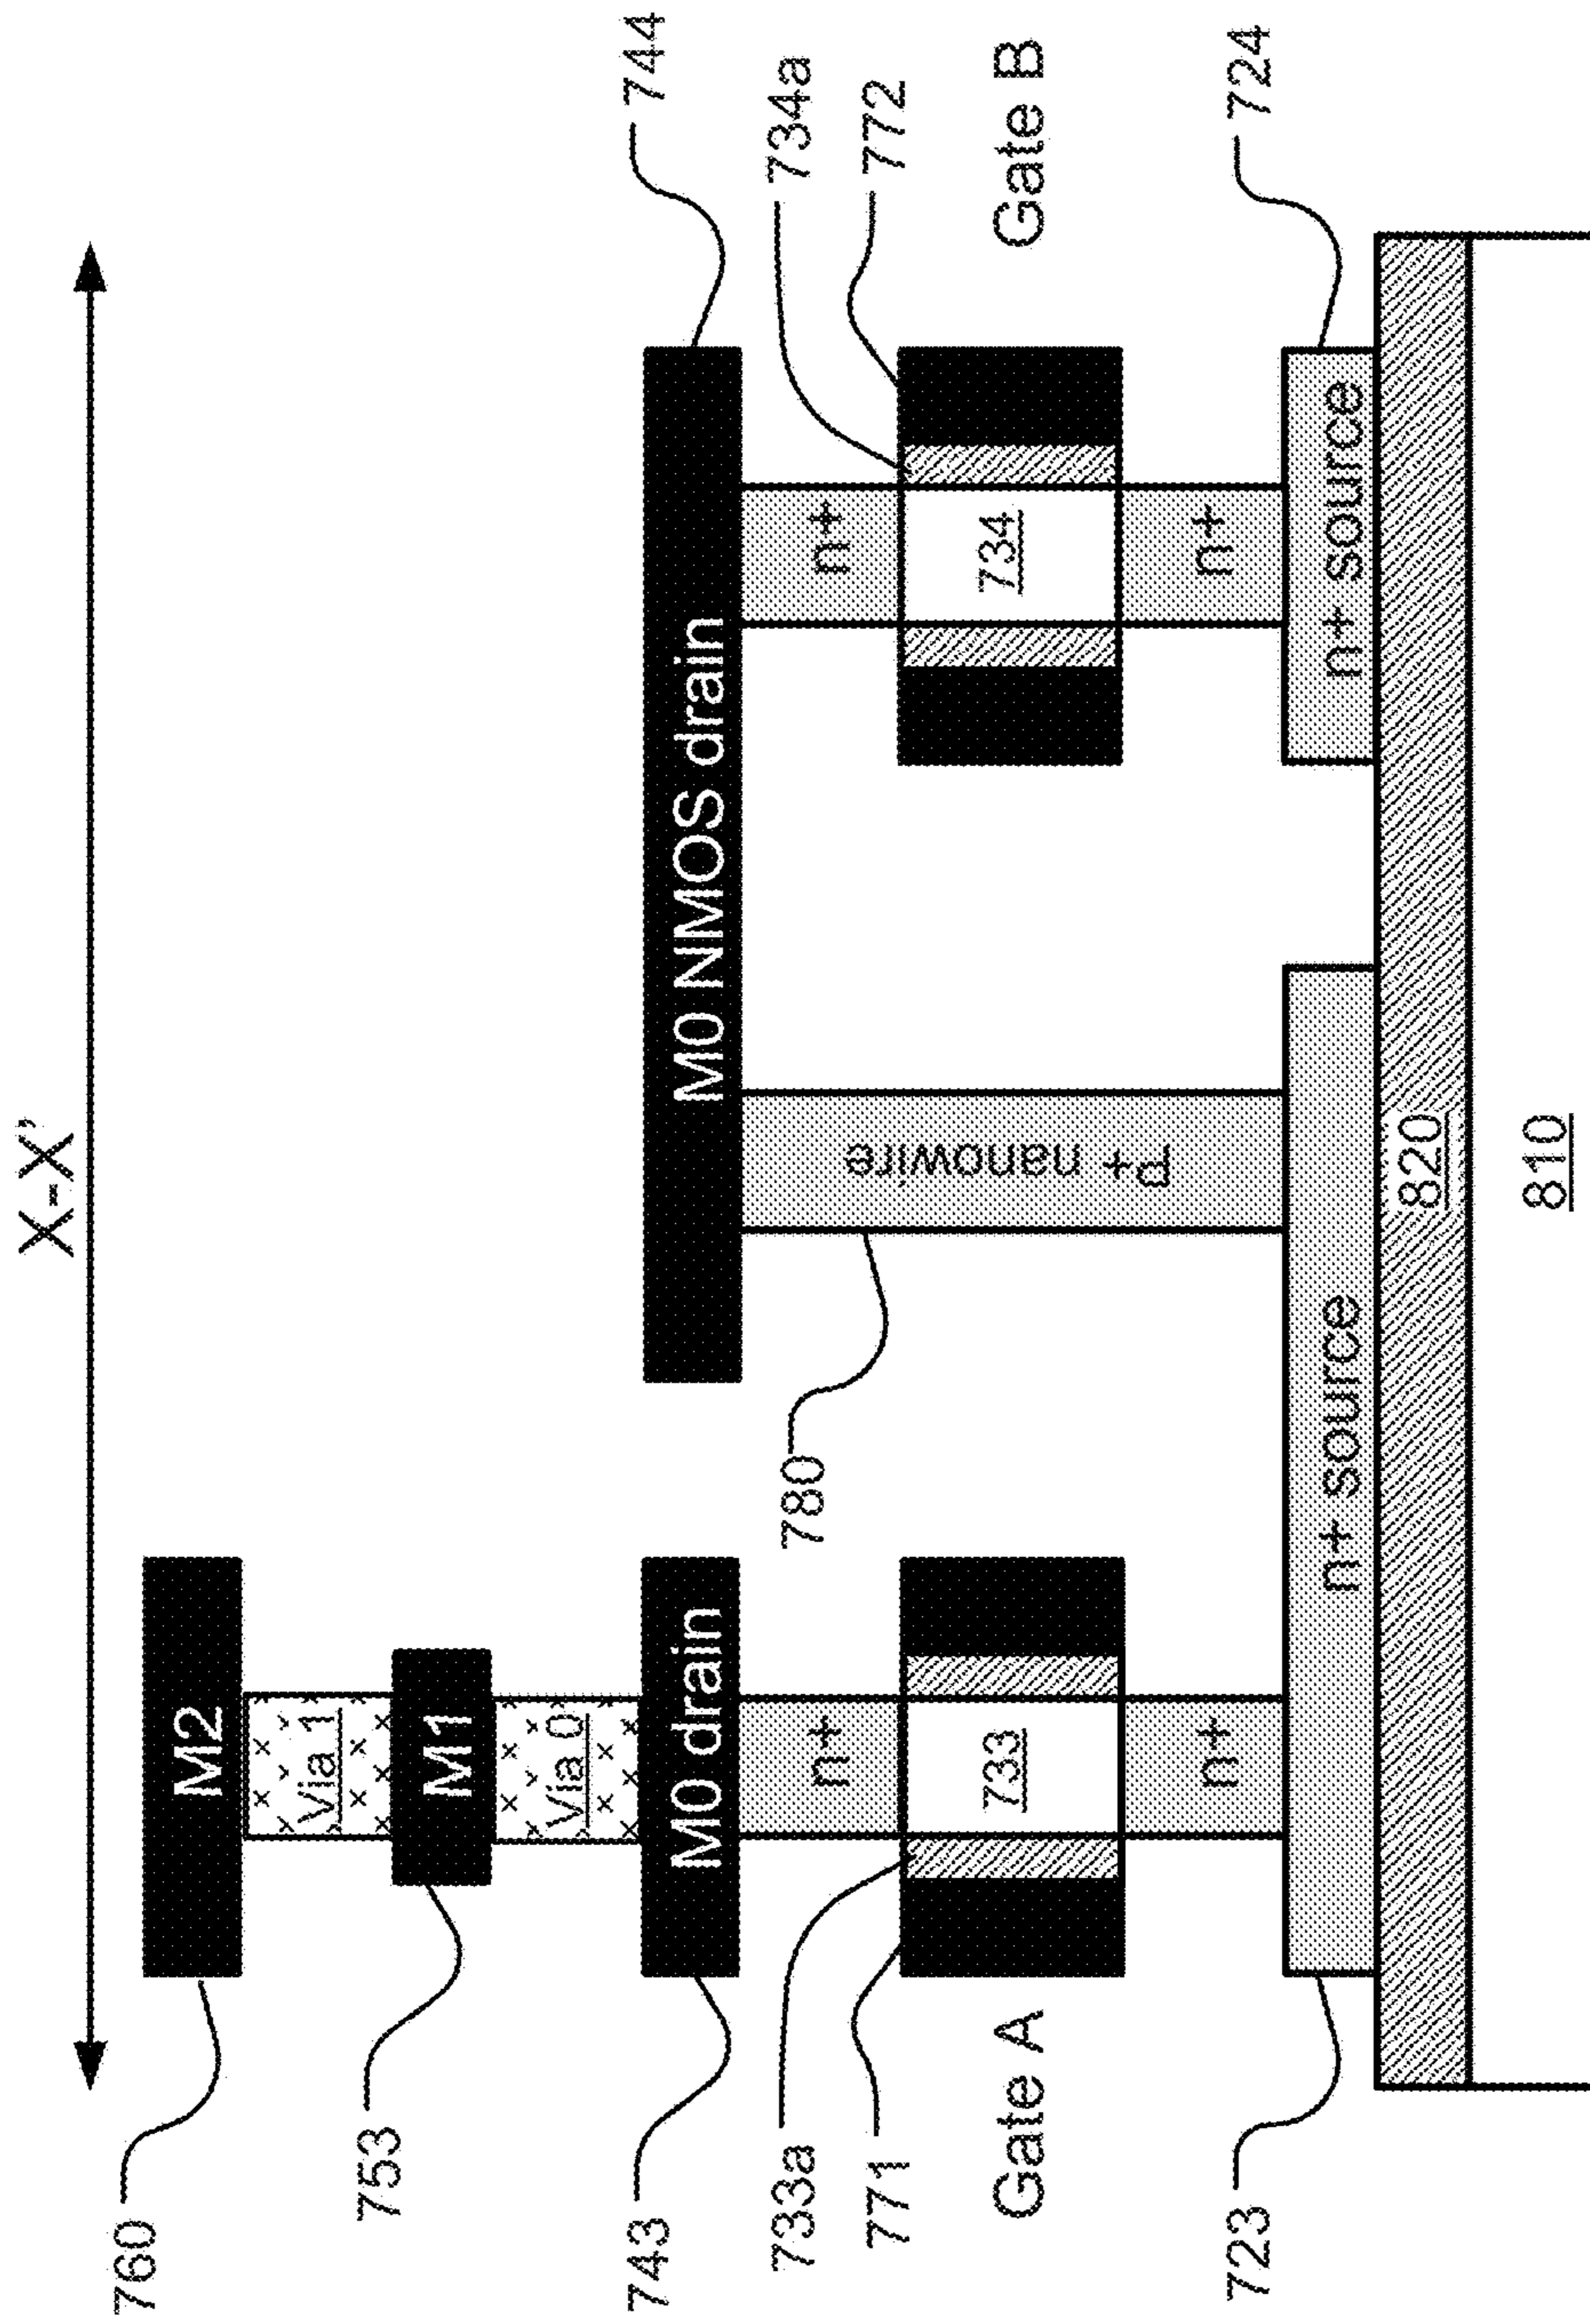 X-X'
760
M2
Via 1
753
M1
Via 0
743
M0 drain
M0 NMOS drain
744
733a
n+
780
p+ nanowire
n+
734a
771
772
Gate A
733
734
Gate B
n+
n+
723
n+ source
n+ source
724
820
810